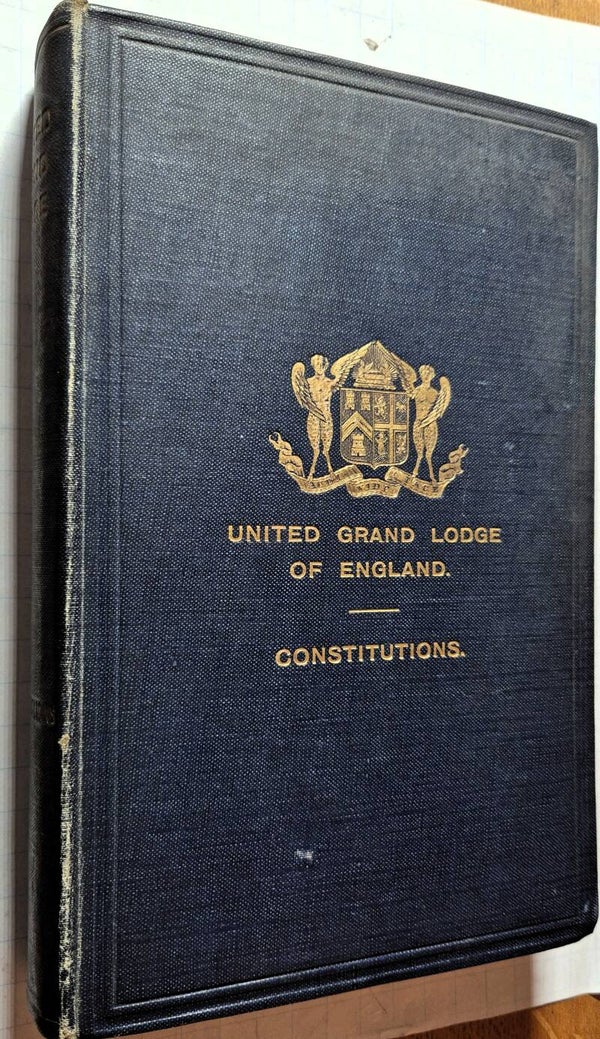 UNITED GRAND LODGE
OF ENGLAND.
CONSTITUTIONS.